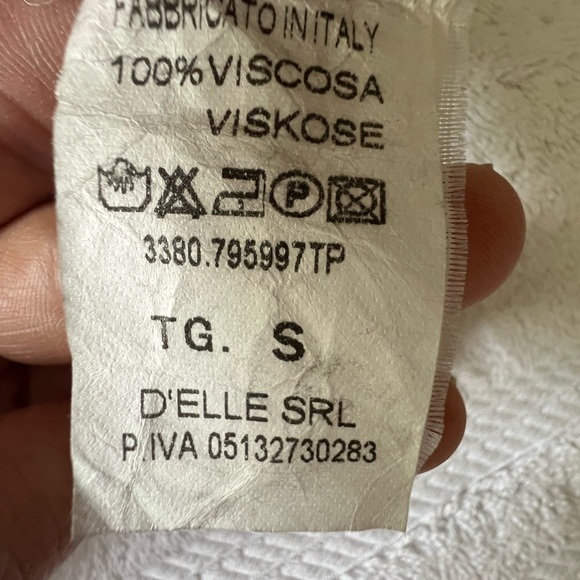 FABBRICATO IN ITALY
100% VISCOSA
VISKOSE
P
3380.795997TP
TG. S
D'ELLE SRL
P.IVA 05132730283